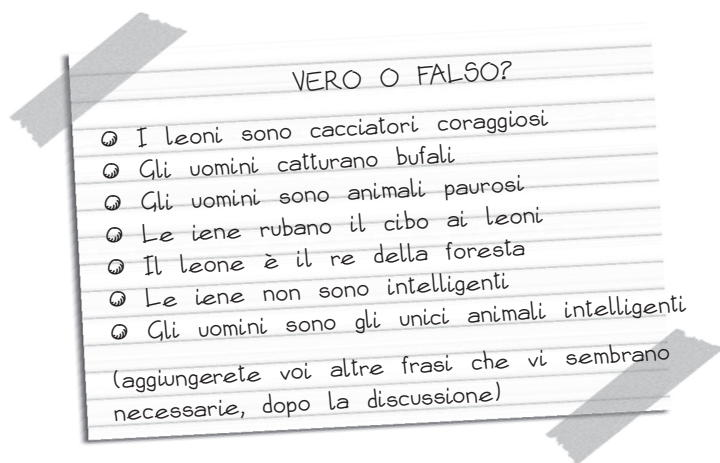 VERO O FALSO?
I leoni sono cacciatori coraggiosi
Gli uomini catturano bufali
Gli uomini sono animali paurosi
Le iene rubano il cibo ai leoni
Il leone è il re della foresta
Le iene non sono intelligenti
Gli uomini sono gli unici animali intelligenti
(aggiungerete voi altre frasi che vi sembrano
necessarie, dopo la discussione)